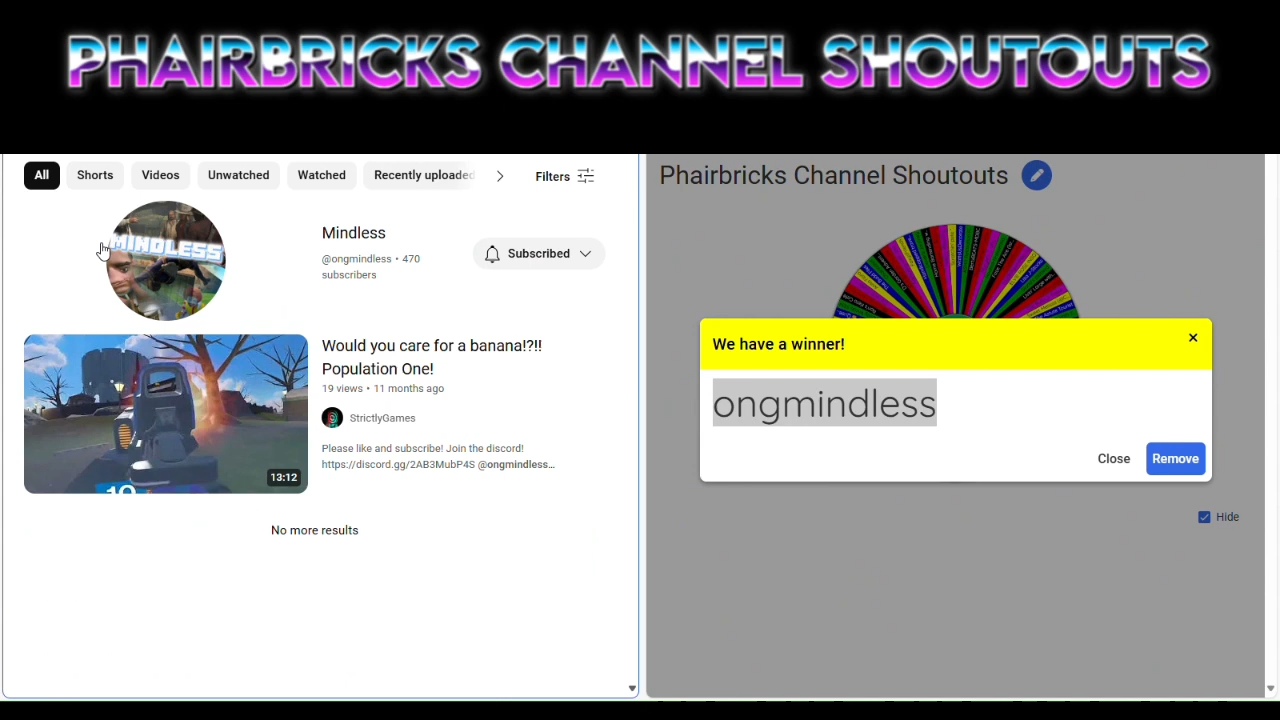 PHAIRBRICKS CHANNEL SHOUTOUTS
All
Shorts
Videos
Unwatched
Watched
Recently uploaded
Filters
MINDLESS
Mindless
@ongmindless • 470
subscribers
Subscribed
Would you care for a banana!?!!
Population One!
19 views • 11 months ago
StrictlyGames
Please like and subscribe! Join the discord!
https://discord.gg/2AB3MubP4S @ongmindless...
13:12
No more results
Phairbricks Channel Shoutouts
We have a winner!
ongmindless
Close
Remove
Hide